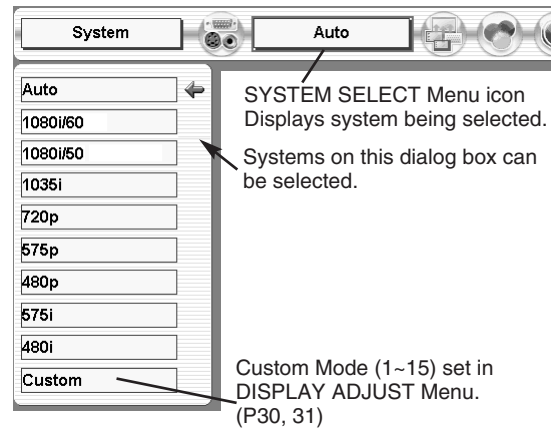 System
Auto
Auto
SYSTEM SELECT Menu icon
Displays system being selected.
1080i/60
1080i/50
Systems on this dialog box can
be selected.
1035i
720p
575p
480p
575i
480i
Custom
Custom Mode (1~15) set in
DISPLAY ADJUST Menu.
(P30, 31)